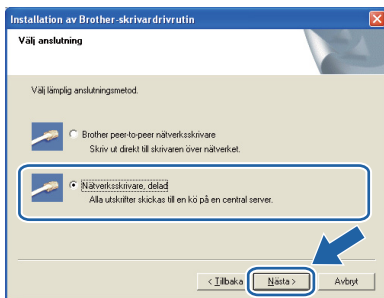 Installation av Brother-skrivardrivrutin
Välj anslutning
Välj lämplig anslutningsmetod.
Brother peer-to-peer nätverksskrivare
Skriv ut direkt till skrivaren över nätverket.
Nätverksskrivare, delad
Alla utskrifter skickas till en kö på en central server.
< Tillbaka Nästa > Avbryt